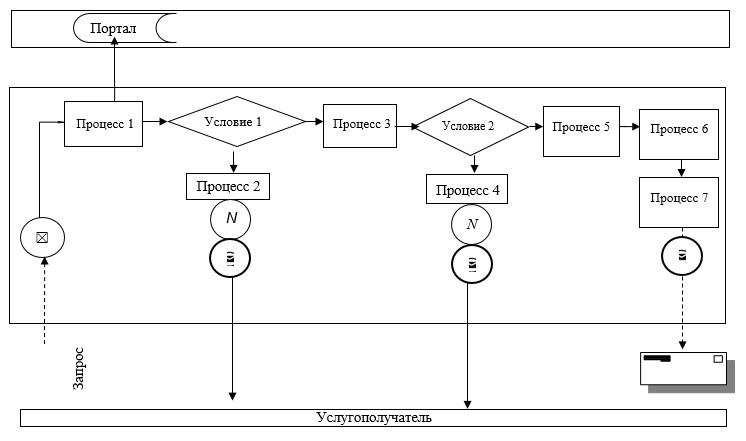 Портал
Процесс 1
Условие 1
Процесс 3
Условие 2
Процесс 5
Процесс 6
Процесс 2
Процесс 4
Процесс 7
N
N
Запрос
Услугополучатель